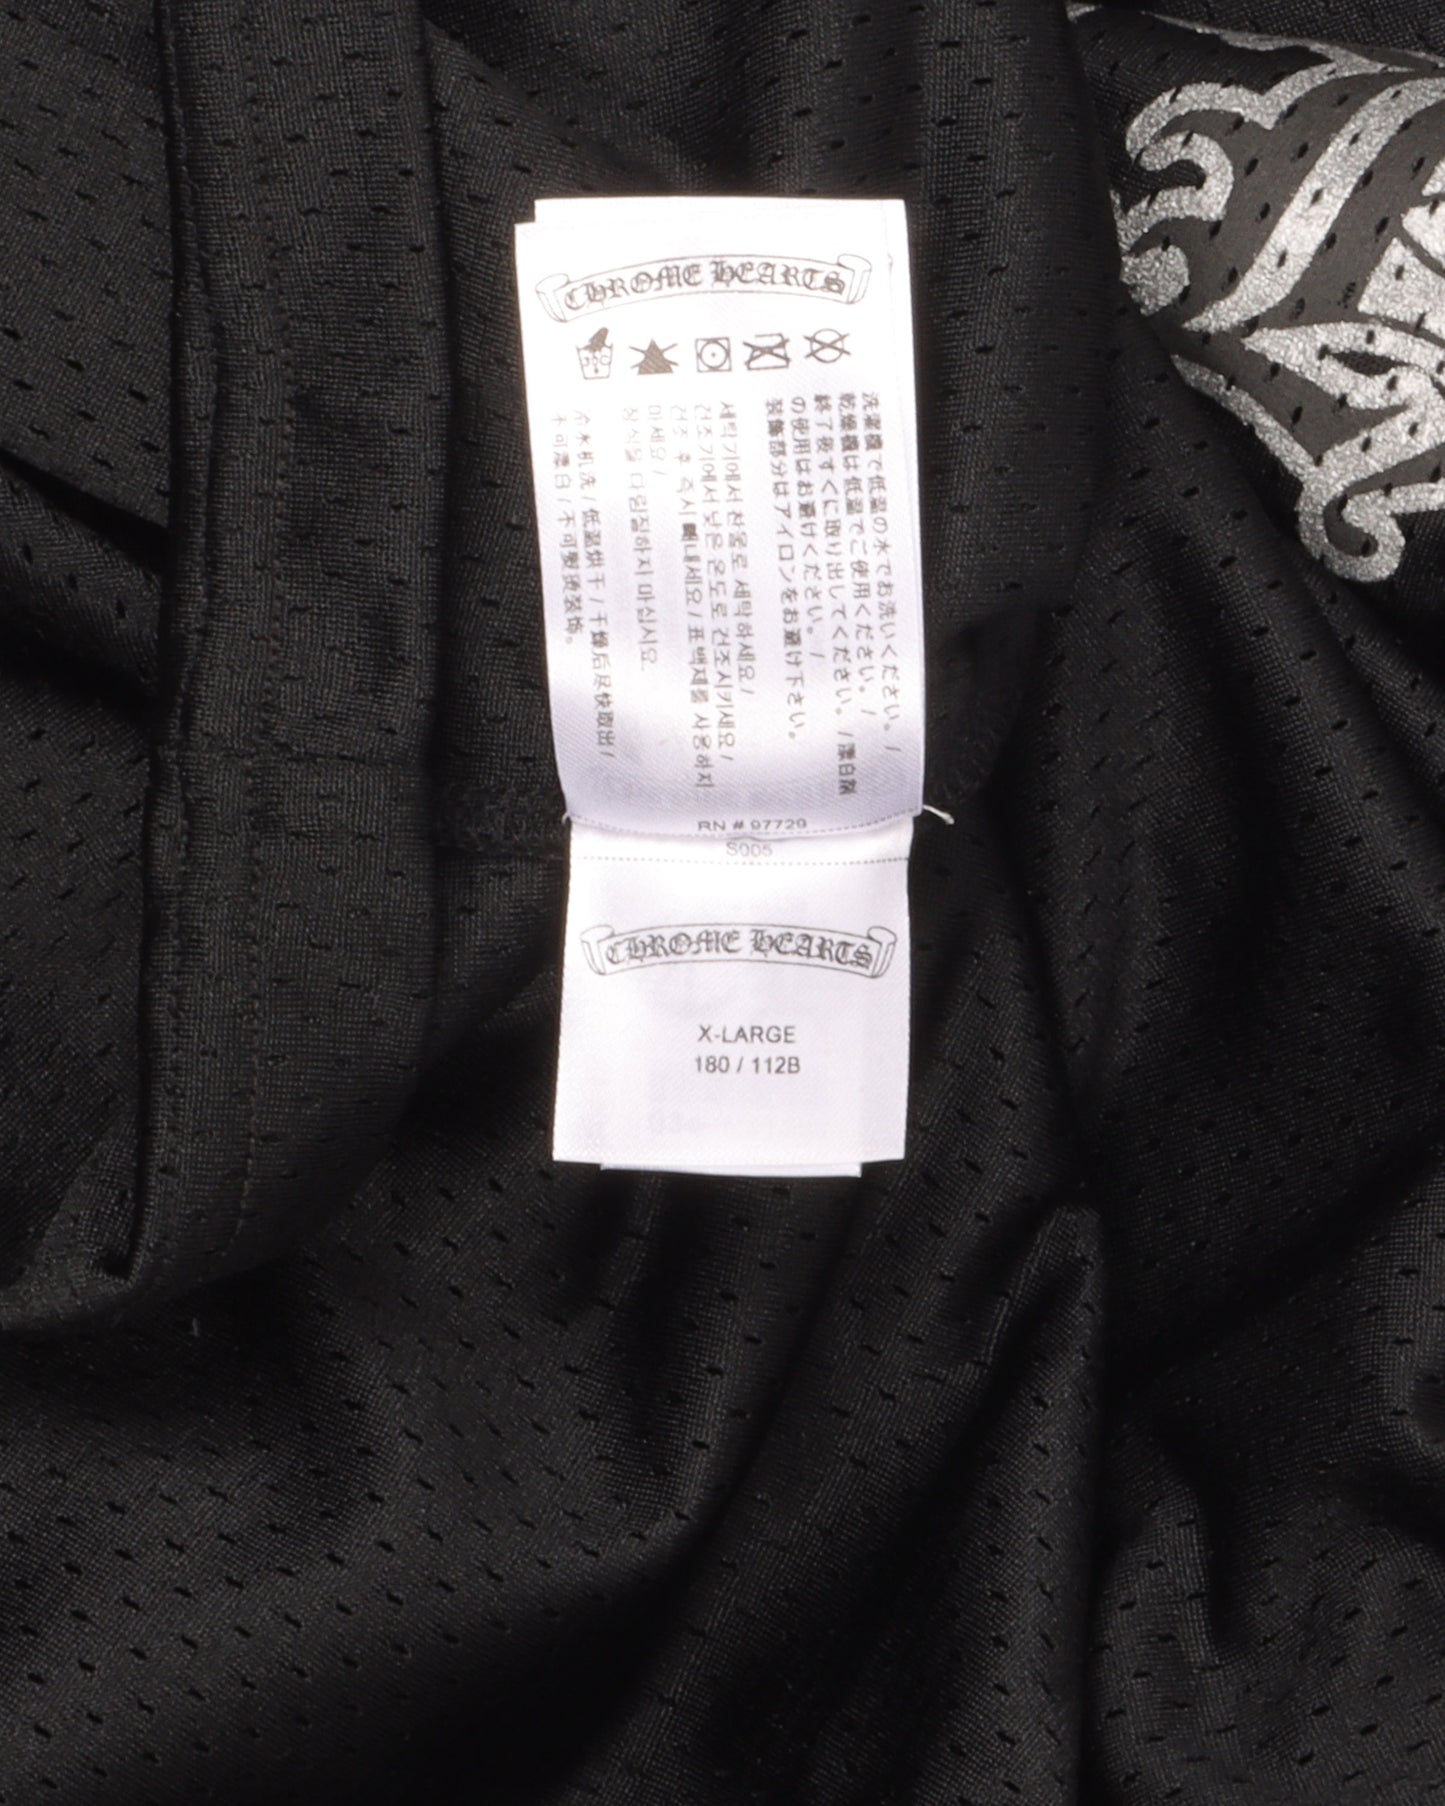 CHROME HEARTS
30°C
洗濯機で低温の水でお洗いください。/
乾燥機は低温でご使用ください。/
終了後すぐに取り出してください。/漂白剤
の使用はお避けください。/
装飾部分はアイロンをお避け下さい。
세탁기에서 찬물로 세탁하세요/
건조기에서 낮은 온도로 건조시키세요/
건조 후 즉시 빼내세요/표백제를 사용하지
마세요/
장식을 다림질하지 마십시오.
冷水机洗/低温烘干/干燥后尽快取出/
不可漂白/不可熨烫装饰。
RN # 97729
S005
CHROME HEARTS
X-LARGE
180 / 112B